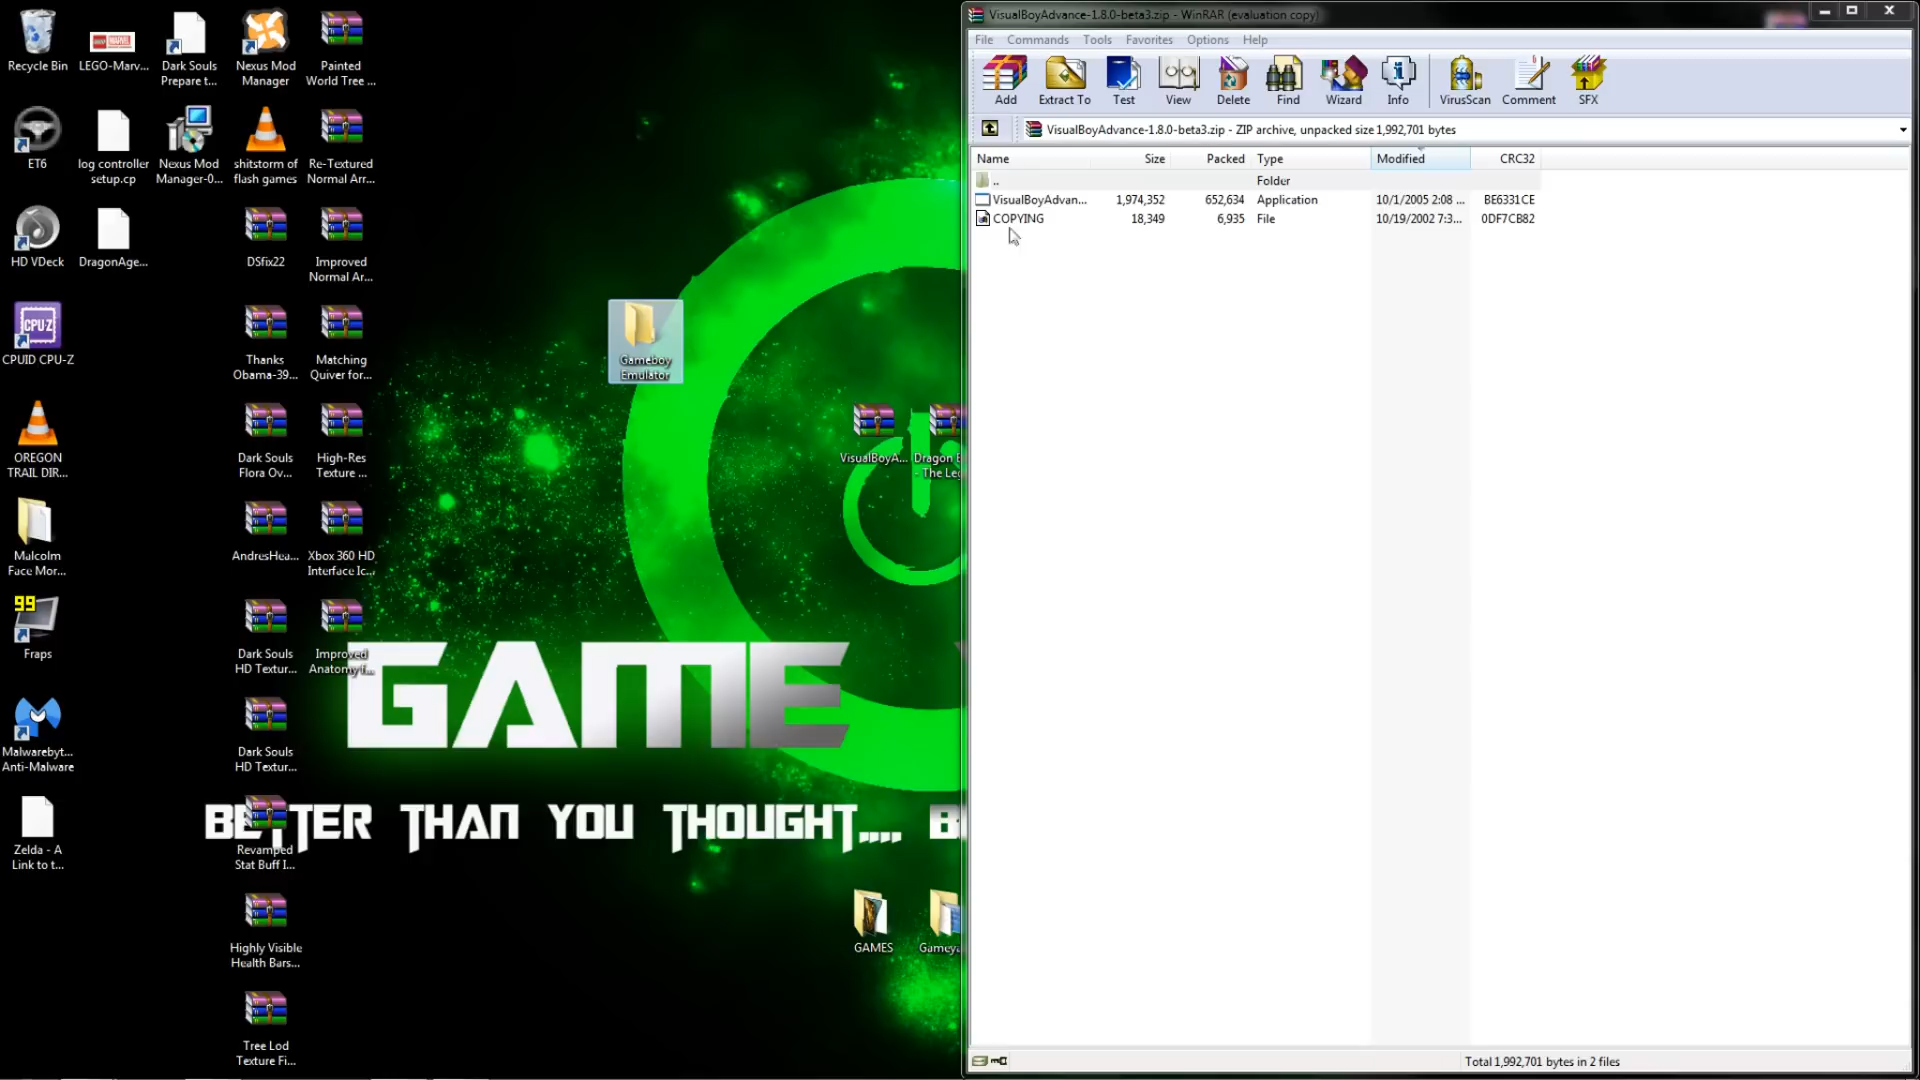 Recycle Bin
LEGO-Marv...
Dark Souls
Prepare t...
Nexus Mod
Manager
Painted
World Tree ...
ET6
log controller
setup.cp
Nexus Mod
Manager-0...
shitstorm of
flash games
Re-Textured
Normal Arr...
HD VDeck
DragonAge...
DSfix22
Improved
Normal Ar...
CPU-Z
CPUID CPU-Z
Thanks
Obama-39...
Matching
Quiver for...
OREGON
TRAIL DIR...
Dark Souls
Flora Ov...
High-Res
Texture ...
Malcolm
Face Mor...
AndresHea...
Xbox 360 HD
Interface Ic...
99
Fraps
Dark Souls
HD Textur...
Improved
Anatomy f...
Malwarebyt...
Anti-Malware
Dark Souls
HD Textur...
Zelda - A
Link to t...
Revamped
Stat Buff I...
Highly Visible
Health Bars...
Tree Lod
Texture Fi...
Gameboy
Emulator
VisualBoyA...
Dragon
- The Leg
GAME
BETTER THAN YOU THOUGHT.... B
GAMES
Gameya
VisualBoyAdvance-1.8.0-beta3.zip - WinRAR (evaluation copy)
File Commands Tools Favorites Options Help
Add Extract To Test View Delete Find Wizard Info VirusScan Comment SFX
VisualBoyAdvance-1.8.0-beta3.zip - ZIP archive, unpacked size 1,992,701 bytes
Name Size Packed Type Modified CRC32
.. Folder
VisualBoyAdvan... 1,974,352 652,634 Application 10/1/2005 2:08 ... BE6331CE
COPYING 18,349 6,935 File 10/19/2002 7:3... 0DF7CB82
Total 1,992,701 bytes in 2 files